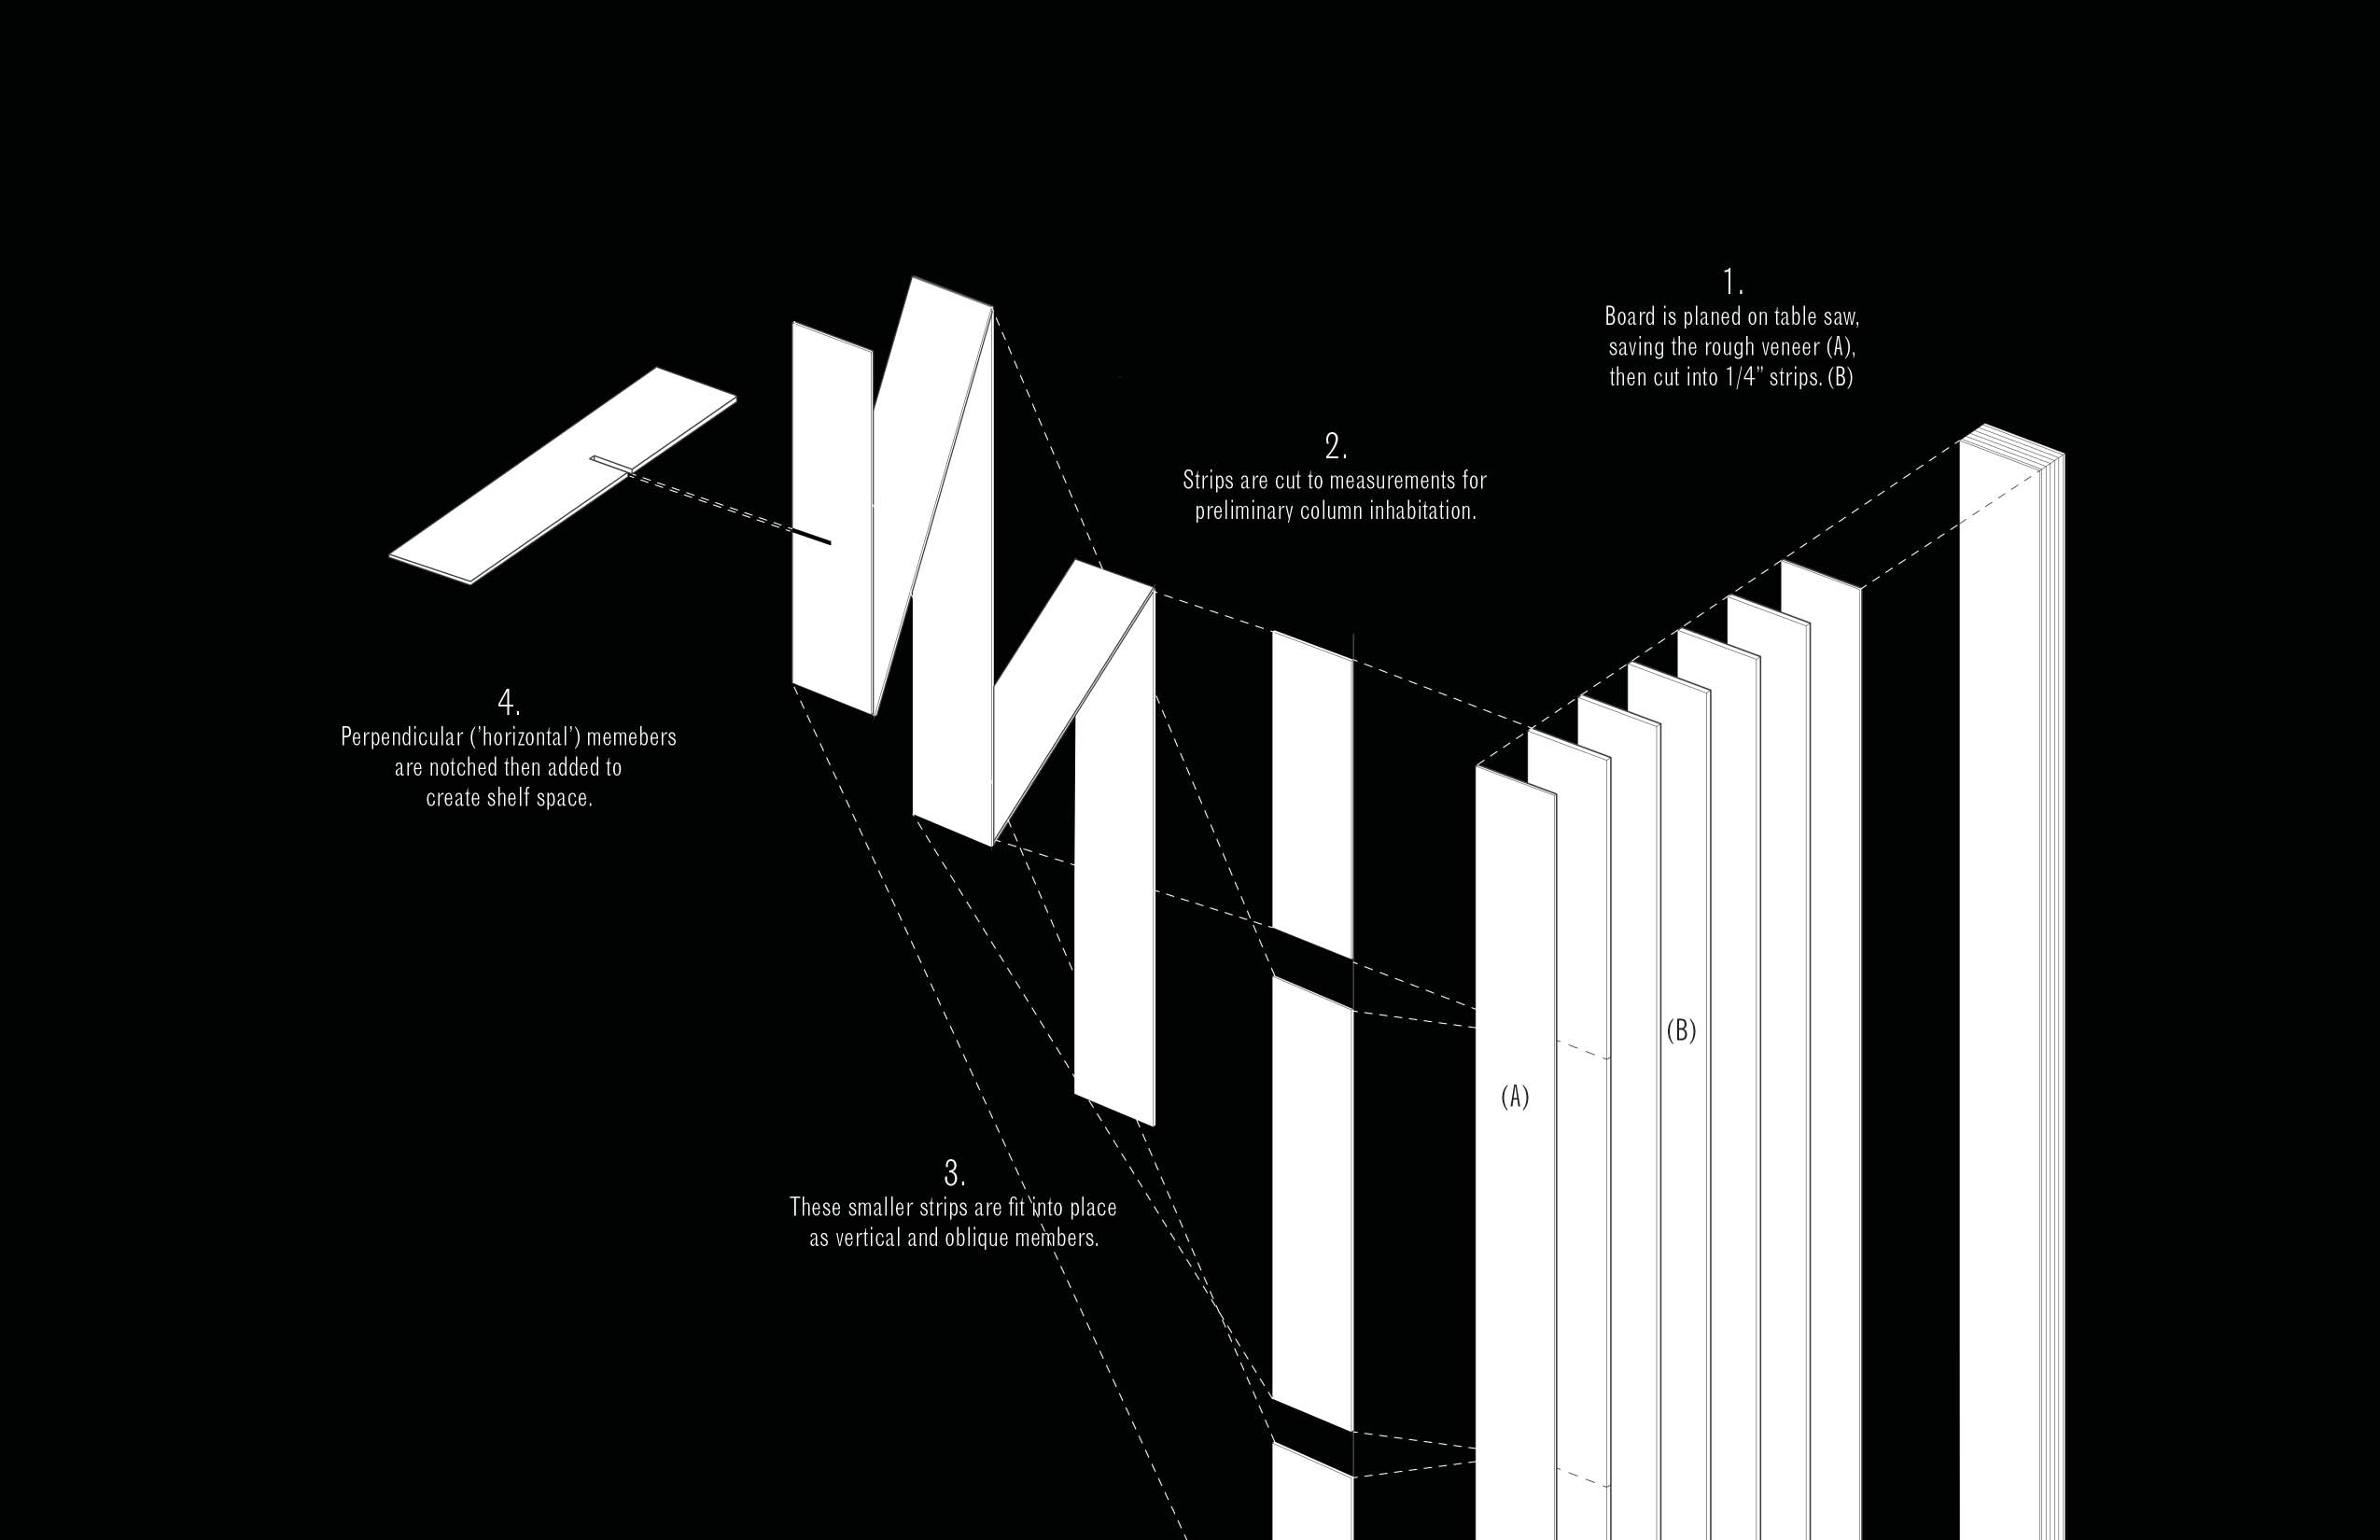 1.
Board is planed on table saw,
saving the rough veneer (A),
then cut into 1/4” strips. (B)
2.
Strips are cut to measurements for
preliminary column inhabitation.
3.
These smaller strips are fit into place
as vertical and oblique members.
4.
Perpendicular (’horizontal’) memebers
are notched then added to
create shelf space.
(A)
(B)